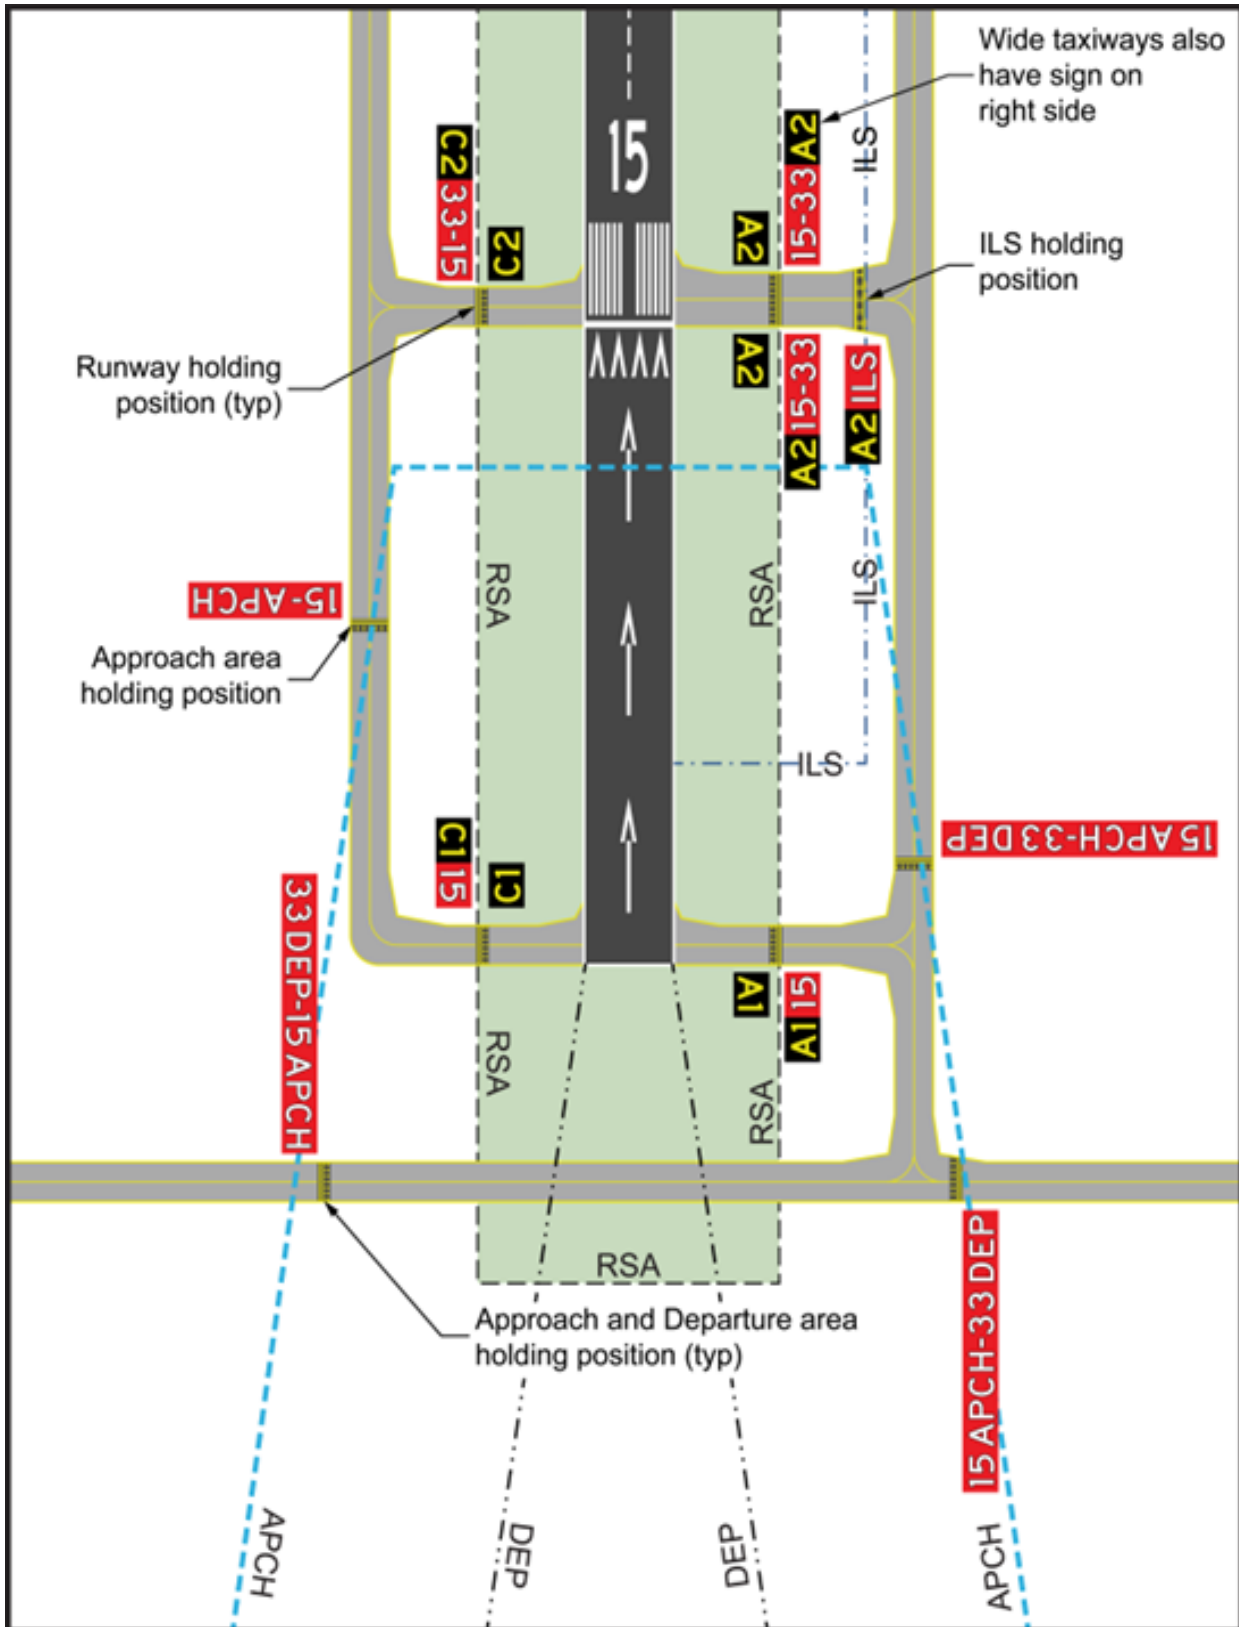 Wide taxiways also
have sign on
right side
C2 33-15
C2
15
A2
15-33 A2
ILS
ILS holding
position
Runway holding
position (typ)
A2
A2 15-33
A2 ILS
15-APCH
Approach area
holding position
RSA
RSA
ILS
ILS
C1 15
C1
15 APCH-33 DEP
33 DEP-15 APCH
A1
A1 15
RSA
RSA
RSA
Approach and Departure area
holding position (typ)
15 APCH-33 DEP
APCH
DEP
DEP
APCH